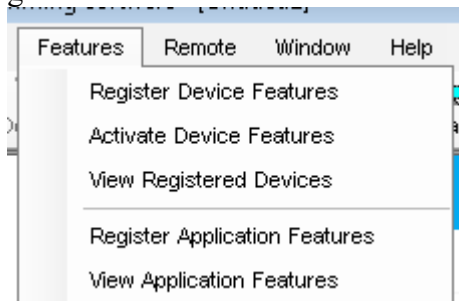 Features Remote Window Help
Register Device Features
Activate Device Features
View Registered Devices
Register Application Features
View Application Features